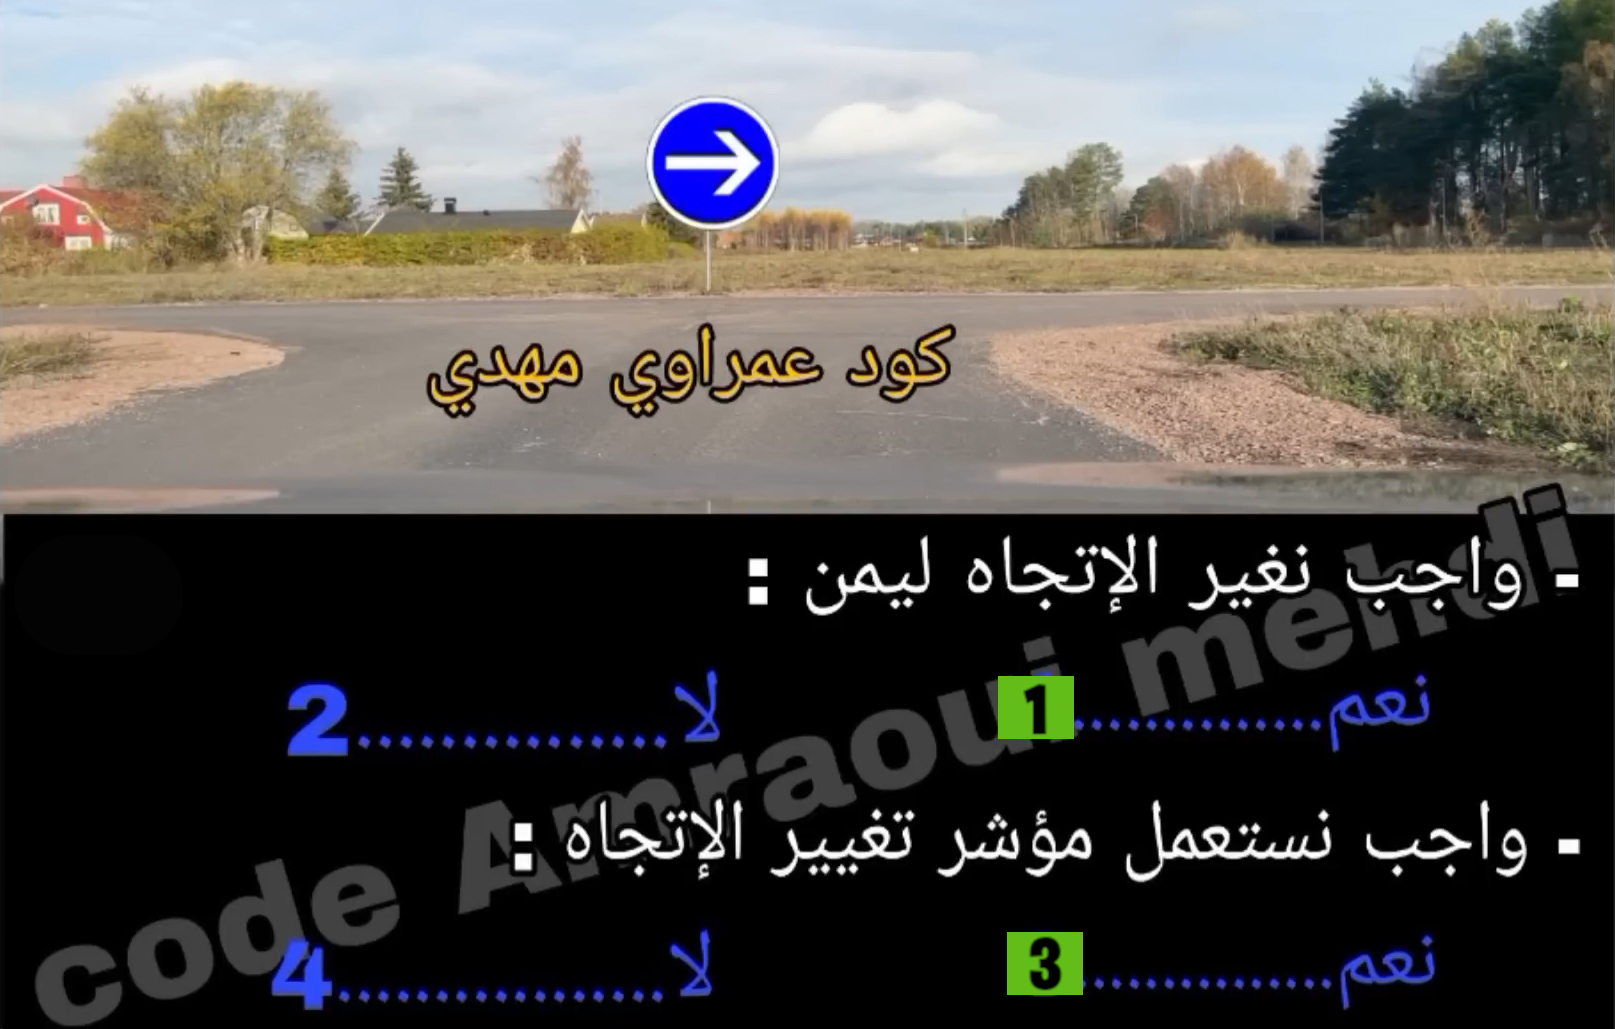 كود عمراوي مهدي
- واجب نغير الإتجاه ليمن :
نعم..............1 لا...............2
- واجب نستعمل مؤشر تغيير الإتجاه :
نعم..............3 لا.................4
code Amraoui mehdi